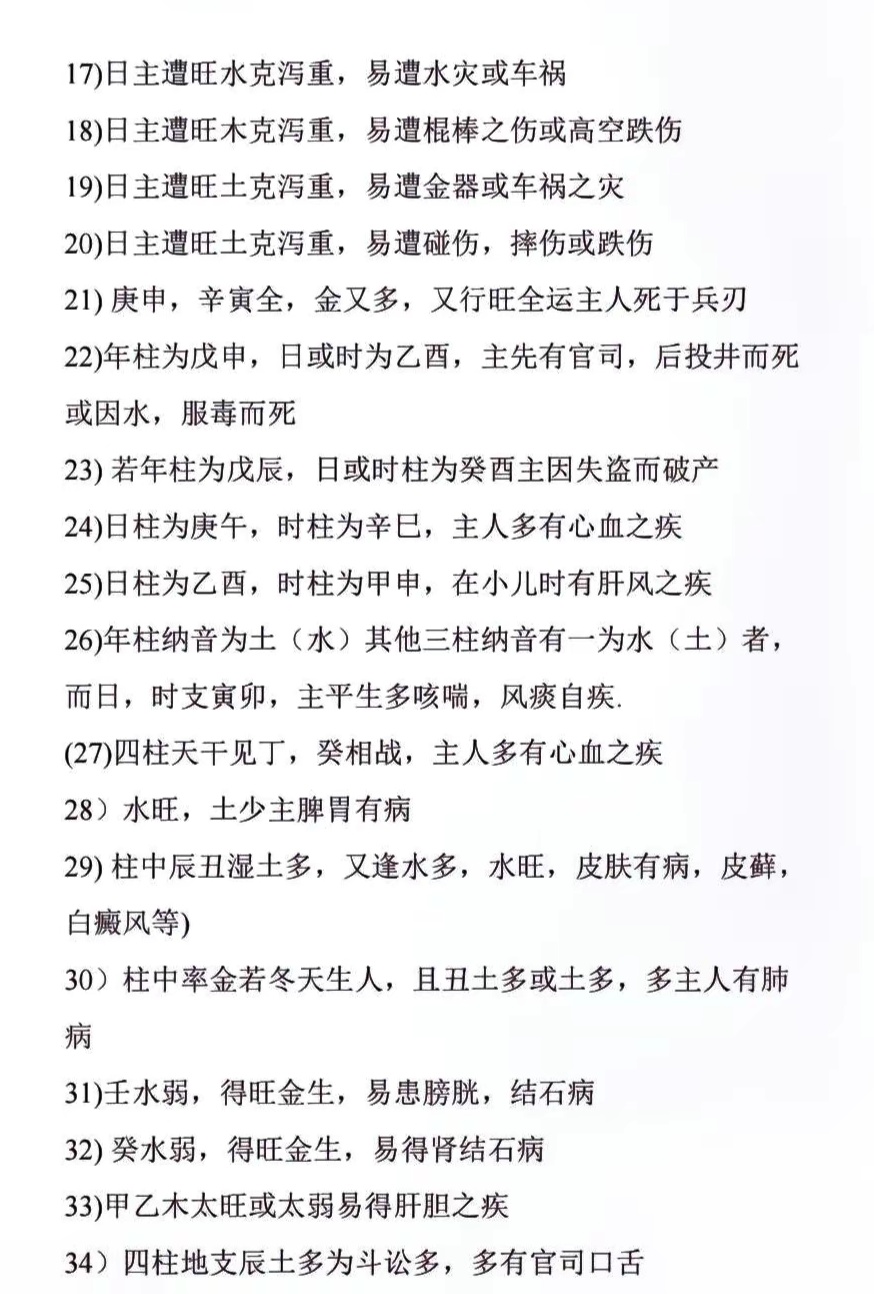 17)日主遭旺水克泻重，易遭水灾或车祸
18)日主遭旺木克泻重，易遭棍棒之伤或高空跌伤
19)日主遭旺土克泻重，易遭金器或车祸之灾
20)日主遭旺土克泻重，易遭碰伤，摔伤或跌伤
21) 庚申，辛寅全，金又多，又行旺全运主人死于兵刃
22)年柱为戊申，日或时为乙酉，主先有官司，后投井而死
或因水，服毒而死
23) 若年柱为戊辰，日或时柱为癸酉主因失盗而破产
24)日柱为庚午，时柱为辛巳，主人多有心血之疾
25)日柱为乙酉，时柱为甲申，在小儿时有肝风之疾
26)年柱纳音为土（水）其他三柱纳音有一为水（土）者，
而日，时支寅卯，主平生多咳喘，风痰自疾.
(27)四柱天干见丁，癸相战，主人多有心血之疾
28）水旺，土少主脾胃有病
29) 柱中辰丑湿土多，又逢水多，水旺，皮肤有病，皮藓，
白癜风等)
30）柱中率金若冬天生人，且丑土多或土多，多主人有肺
病
31)壬水弱，得旺金生，易患膀胱，结石病
32) 癸水弱，得旺金生，易得肾结石病
33)甲乙木太旺或太弱易得肝胆之疾
34）四柱地支辰土多为斗讼多，多有官司口舌